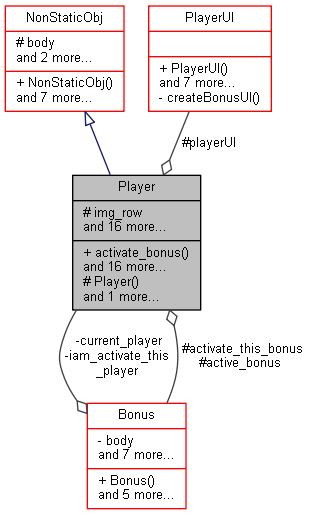 NonStaticObj
# body
and 2 more...
+ NonStaticObj()
and 7 more...
PlayerUI
+ PlayerUI()
and 7 more...
- createBonusUI()
#playerUI
Player
# img_row
and 16 more...
+ activate_bonus()
and 16 more...
# Player()
and 1 more...
-current_player
-iam_activate_this
_player
#activate_this_bonus
#active_bonus
Bonus
- body
and 7 more...
+ Bonus()
and 5 more...